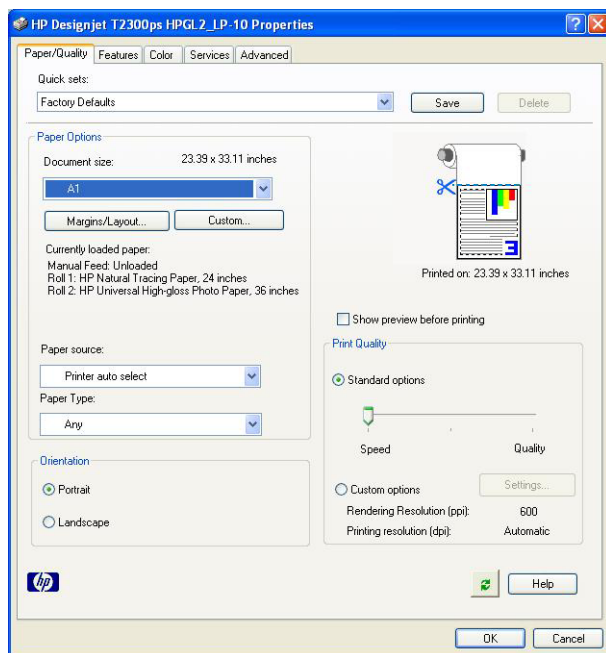 HP Designjet T2300ps HPGL2_LP-10 Properties
Paper/Quality Features Color Services Advanced
Quick sets:
Factory Defaults
Save
Delete
Paper Options
Document size: 23.39 x 33.11 inches
A1
Margins/Layout...
Custom...
Currently loaded paper:
Manual Feed: Unloaded
Roll 1: HP Natural Tracing Paper, 24 inches
Roll 2: HP Universal High-gloss Photo Paper, 36 inches
Paper source:
Printer auto select
Paper Type:
Any
Orientation
Portrait
Landscape
3
Printed on: 23.39 x 33.11 inches
Show preview before printing
Print Quality
Standard options
Speed Quality
Custom options
Settings...
Rendering Resolution (ppi): 600
Printing resolution (dpi): Automatic
hp
Help
OK
Cancel